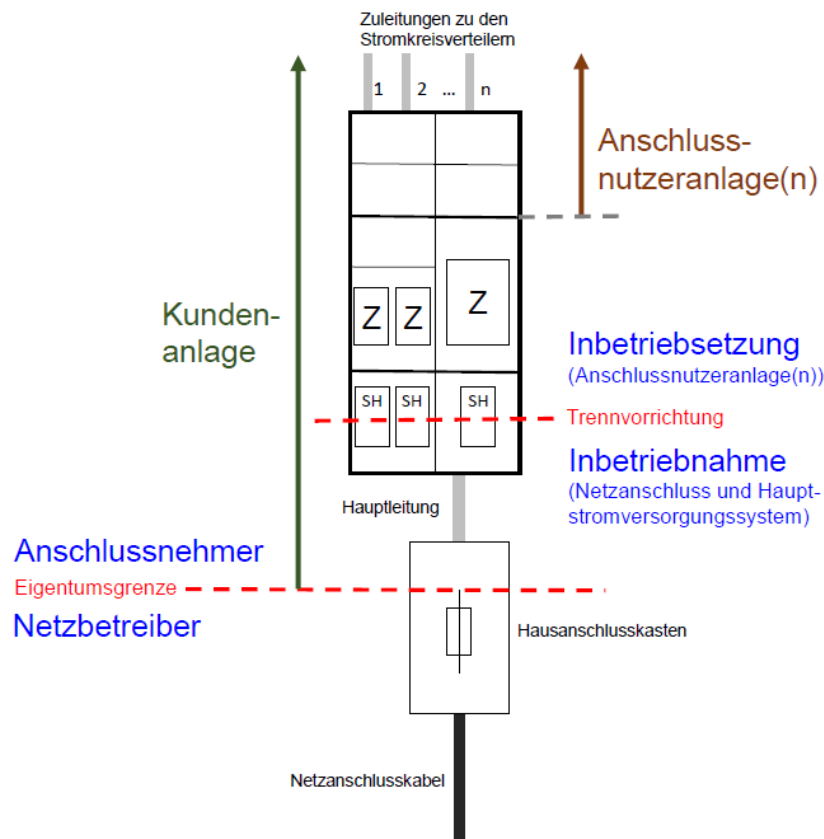 Zuleitungen zu den
Stromkreisverteilern
1 2 ... n
Anschluss-
nutzeranlage(n)
Z Z Z
Kunden-
anlage
Inbetriebsetzung
(Anschlussnutzeranlage(n))
SH SH SH
Trennvorrichtung
Inbetriebnahme
(Netzanschluss und Haupt-
stromversorgungssystem)
Hauptleitung
Anschlussnehmer
Eigentumsgrenze
Netzbetreiber
Hausanschlusskasten
Netzanschlusskabel